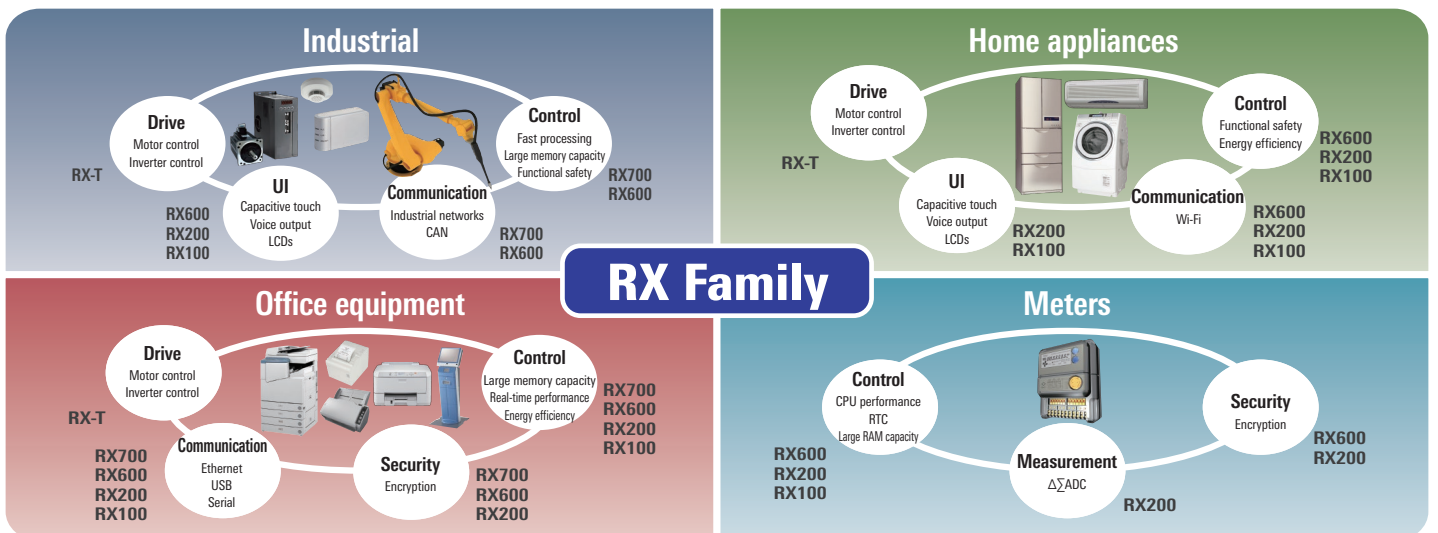 Industrial
Drive
Motor control
Inverter control
RX-T
UI
Capacitive touch
Voice output
LCDs
RX600
RX200
RX100
Communication
Industrial networks
CAN
RX700
RX600
Control
Fast processing
Large memory capacity
Functional safety
RX700
RX600
Home appliances
Drive
Motor control
Inverter control
RX-T
UI
Capacitive touch
Voice output
LCDs
RX200
RX100
Communication
Wi-Fi
RX600
RX200
RX100
Control
Functional safety
Energy efficiency
RX600
RX200
RX100
RX Family
Office equipment
Drive
Motor control
Inverter control
RX-T
Communication
Ethernet
USB
Serial
RX700
RX600
RX200
RX100
Security
Encryption
RX700
RX600
RX200
Control
Large memory capacity
Real-time performance
Energy efficiency
RX700
RX600
RX200
RX100
Meters
Control
CPU performance
RTC
Large RAM capacity
RX600
RX200
RX100
Measurement
Δ∑ADC
RX200
Security
Encryption
RX600
RX200